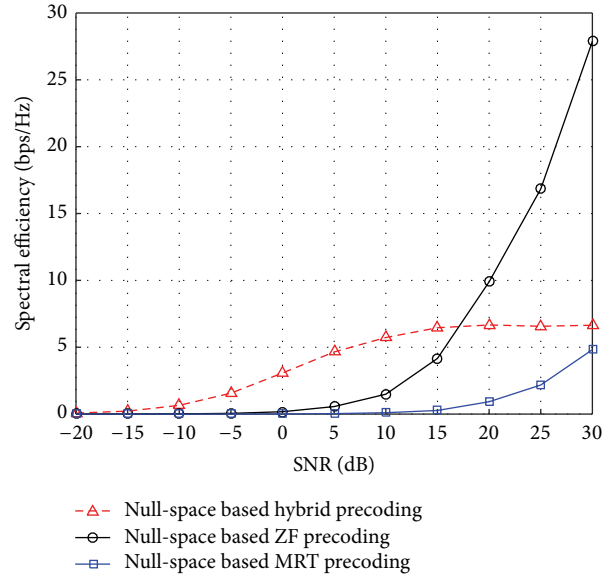 30
25
20
15
10
5
0
Spectral efficiency (bps/Hz)
−20 −15 −10 −5 0 5 10 15 20 25 30
SNR (dB)
Null-space based hybrid precoding
Null-space based ZF precoding
Null-space based MRT precoding